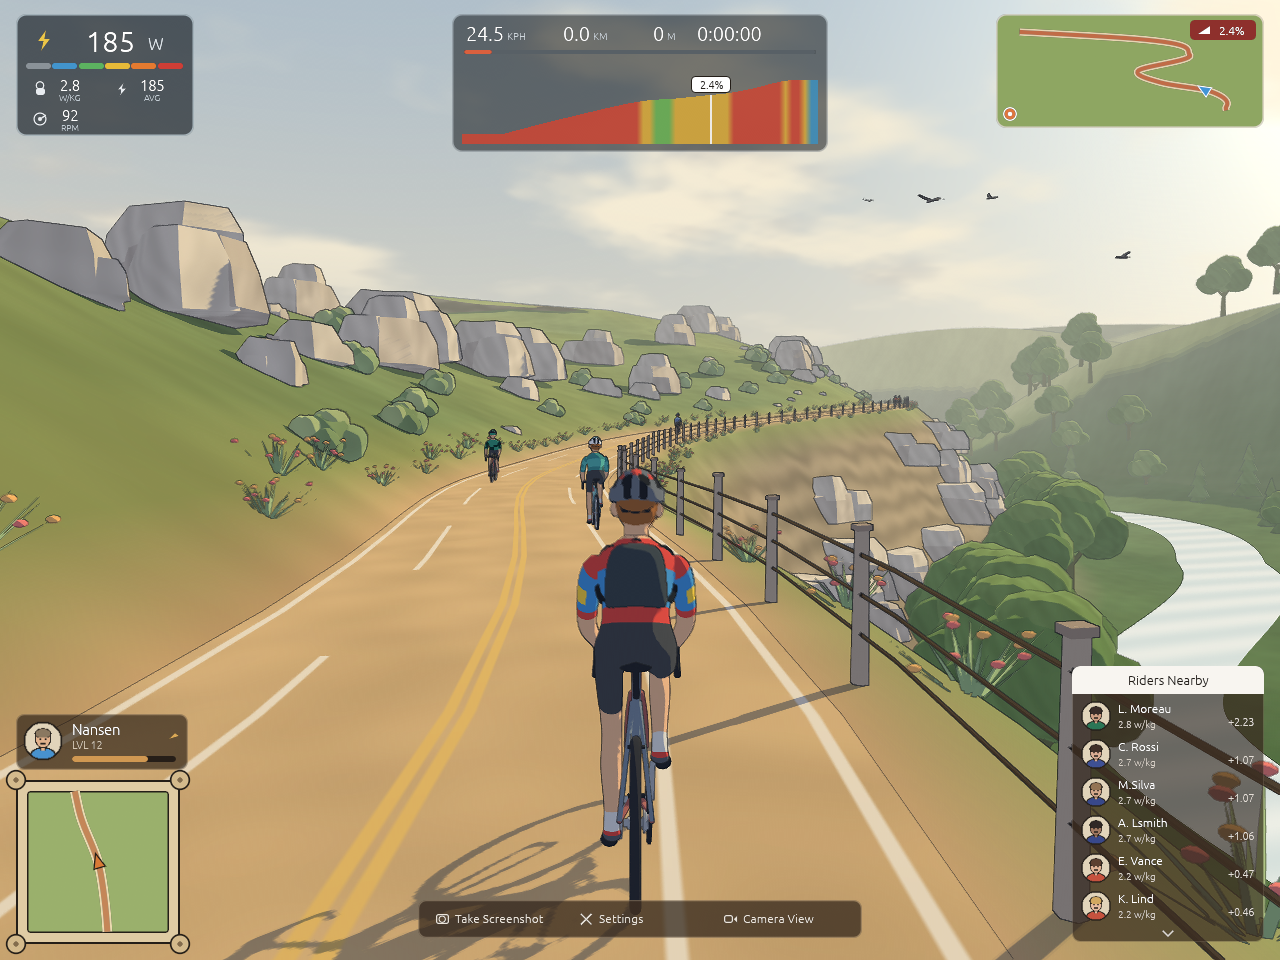 185 W
2.8 W/KG
185 AVG
92 RPM
24.5 KPH 0.0 KM 0 M 0:00:00
2.4%
2.4%
Nansen
LVL 12
Riders Nearby
L. Moreau
2.8 w/kg +2.23
C. Rossi
2.7 w/kg +1.07
M.Silva
2.7 w/kg +1.07
A. Lsmith
2.7 w/kg +1.06
E. Vance
2.2 w/kg +0.47
K. Lind
2.2 w/kg +0.46
Take Screenshot Settings Camera View